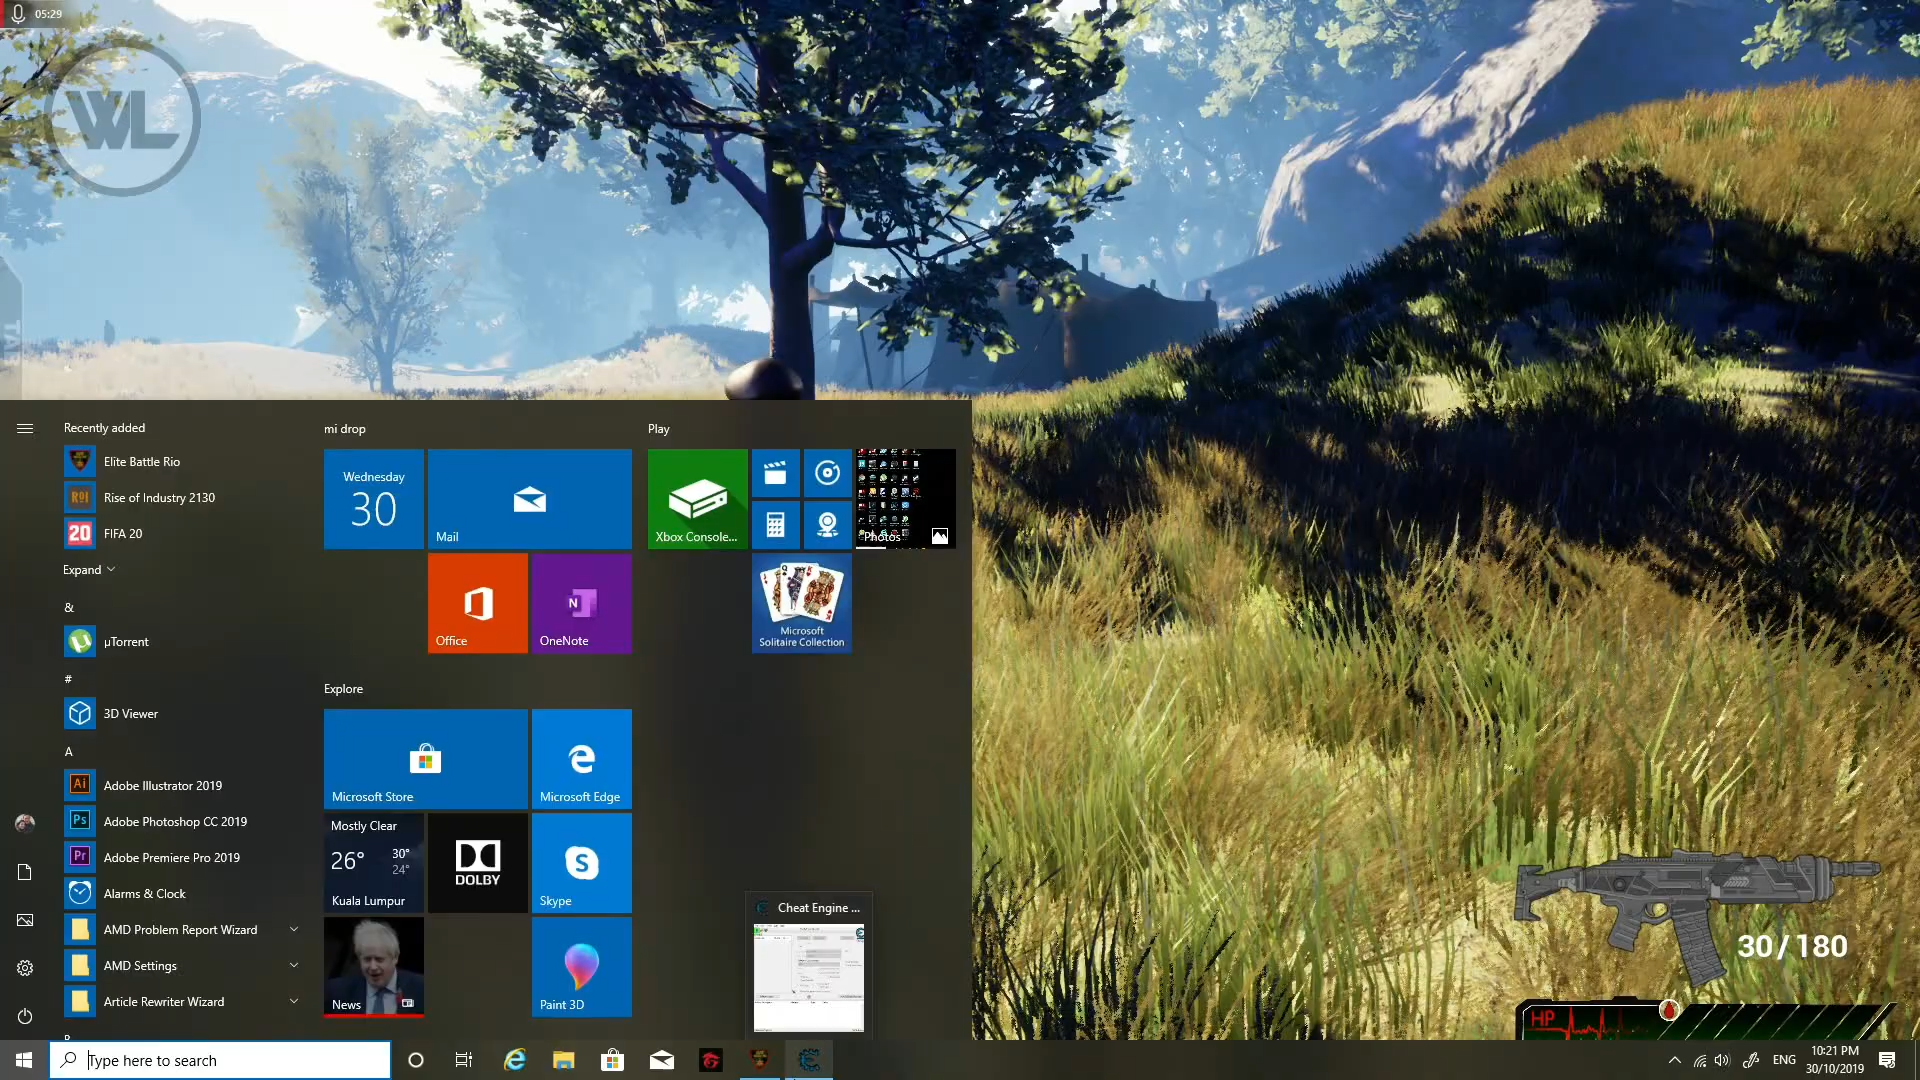 05:29
WL
Recently added
Elite Battle Rio
Rise of Industry 2130
FIFA 20
Expand
&
µTorrent
#
3D Viewer
A
Adobe Illustrator 2019
Adobe Photoshop CC 2019
Adobe Premiere Pro 2019
Alarms & Clock
AMD Problem Report Wizard
AMD Settings
Article Rewriter Wizard
mi drop
Wednesday
30
Mail
Office
OneNote
Explore
Microsoft Store
Microsoft Edge
Mostly Clear
26° 30°
24°
Kuala Lumpur
DOLBY
Skype
News
Paint 3D
Play
Xbox Console...
Photos
Microsoft
Solitaire Collection
Cheat Engine ...
30/180
HP
Type here to search
ENG
10:21 PM
30/10/2019